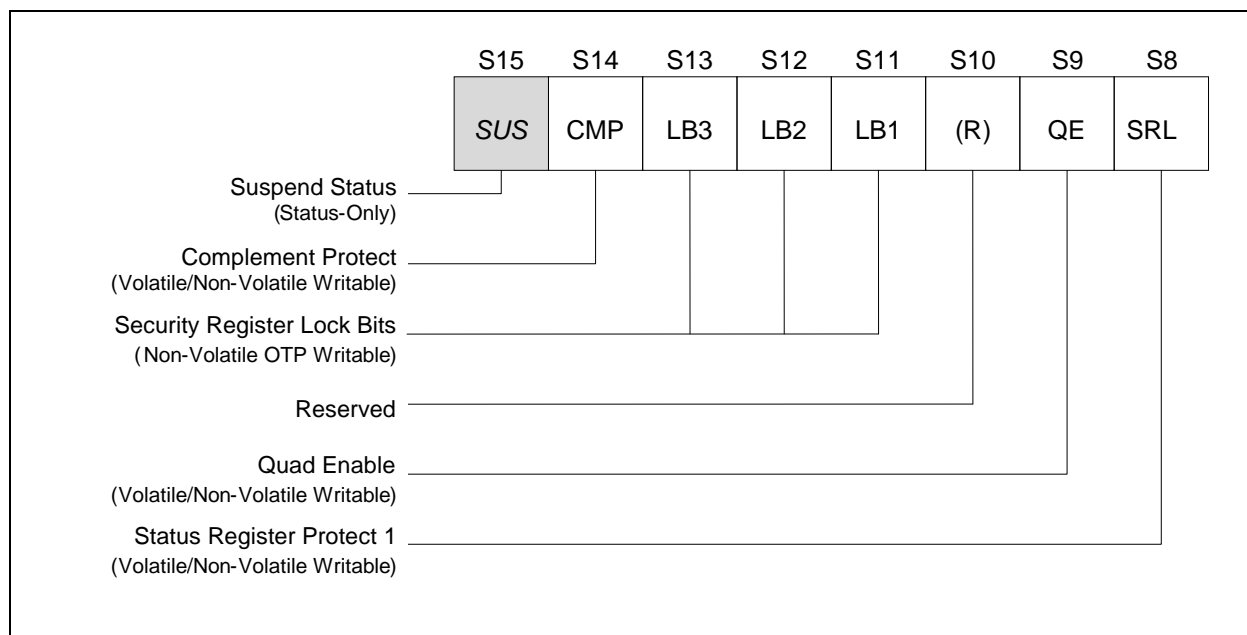 S15 S14 S13 S12 S11 S10 S9 S8
SUS CMP LB3 LB2 LB1 (R) QE SRL
Suspend Status
(Status-Only)
Complement Protect
(Volatile/Non-Volatile Writable)
Security Register Lock Bits
(Non-Volatile OTP Writable)
Reserved
Quad Enable
(Volatile/Non-Volatile Writable)
Status Register Protect 1
(Volatile/Non-Volatile Writable)